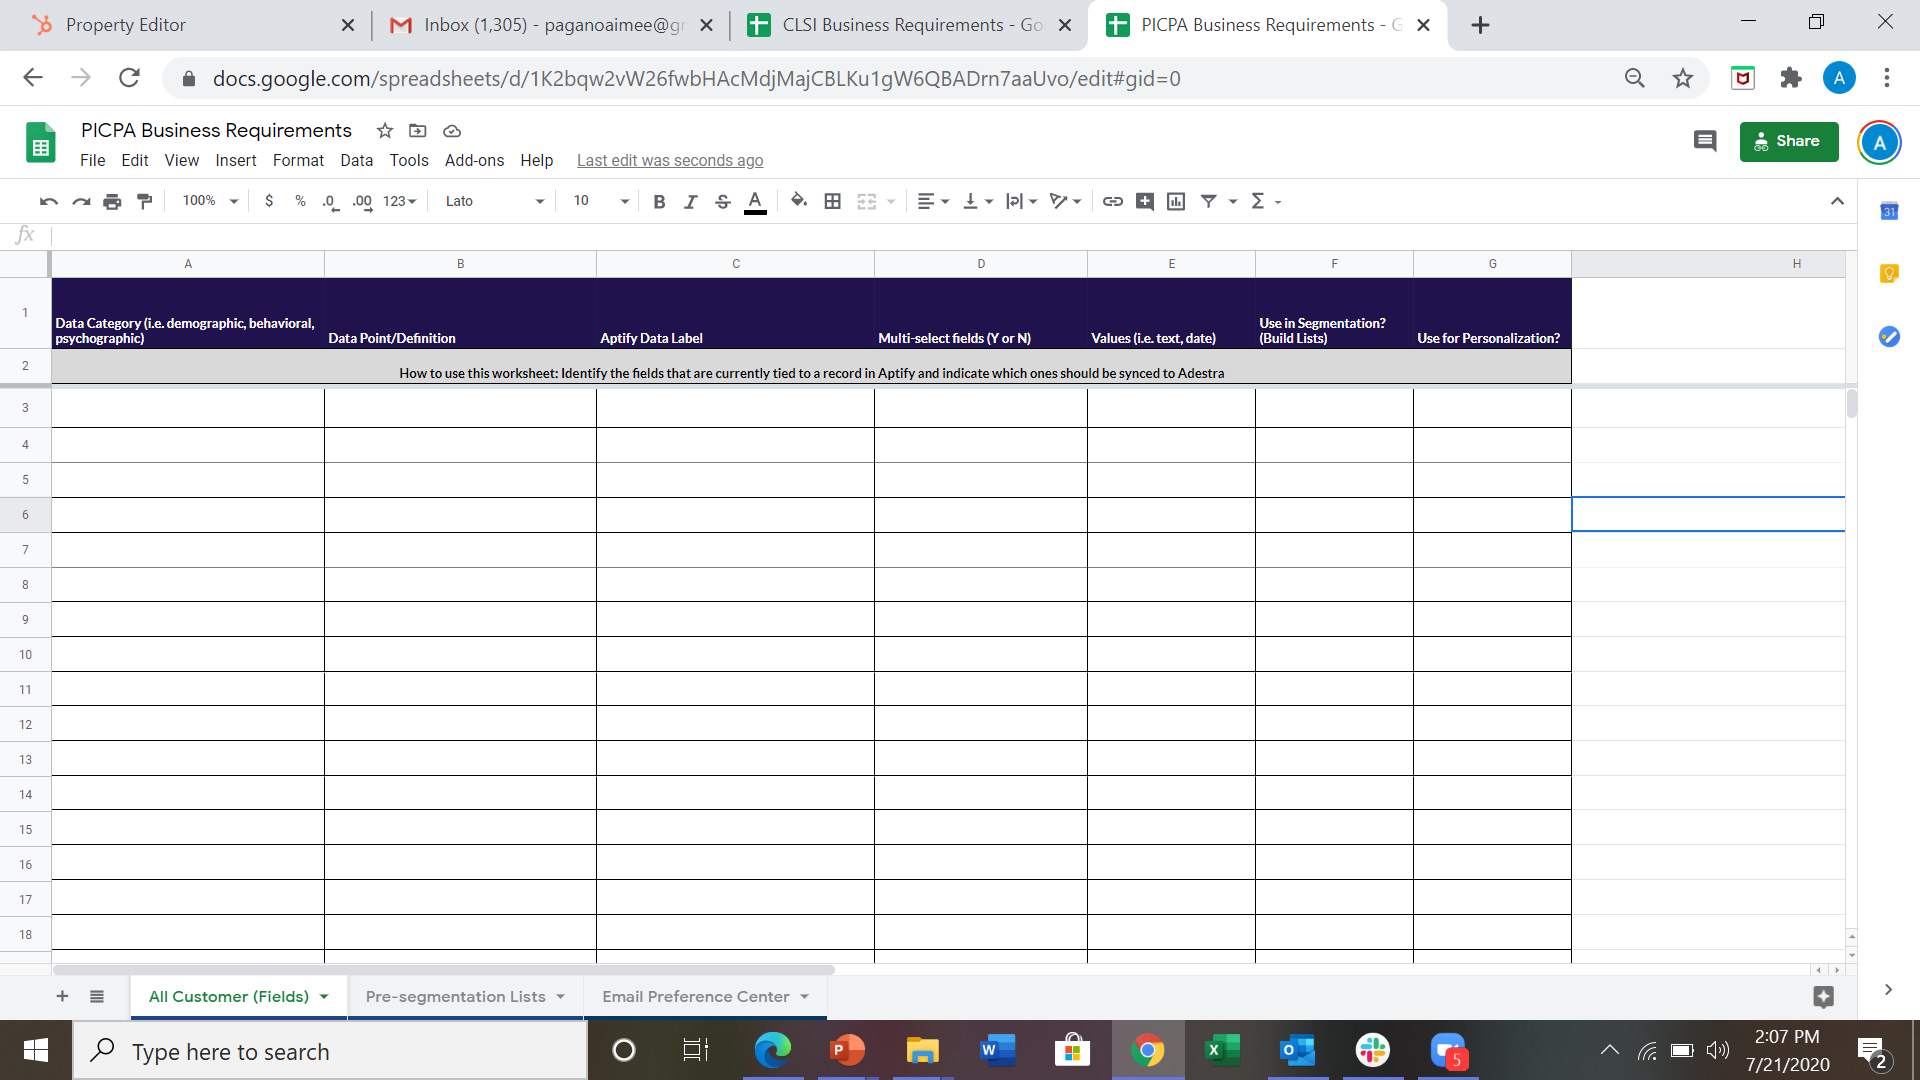 Property Editor
Inbox (1,305) - paganoaimee@gr
CLSI Business Requirements - Go
PICPA Business Requirements - G
docs.google.com/spreadsheets/d/1K2bqw2vW26fwbHAcMdjMajCBLKu1gW6QBADrn7aaUvo/edit#gid=0
A
PICPA Business Requirements
File Edit View Insert Format Data Tools Add-ons Help Last edit was seconds ago
Share
A
100% $ % .0 .00 123 Lato 10 B I S A Σ
31
fx
A B C D E F G H
1
Data Category (i.e. demographic, behavioral, psychographic)
Data Point/Definition
Aptify Data Label
Multi-select fields (Y or N)
Values (i.e. text, date)
Use in Segmentation? (Build Lists)
Use for Personalization?
2
How to use this worksheet: Identify the fields that are currently tied to a record in Aptify and indicate which ones should be synced to Adestra
3
4
5
6
7
8
9
10
11
12
13
14
15
16
17
18
All Customer (Fields) Pre-segmentation Lists Email Preference Center
Type here to search
P
W
X
O
5
2:07 PM
7/21/2020
2